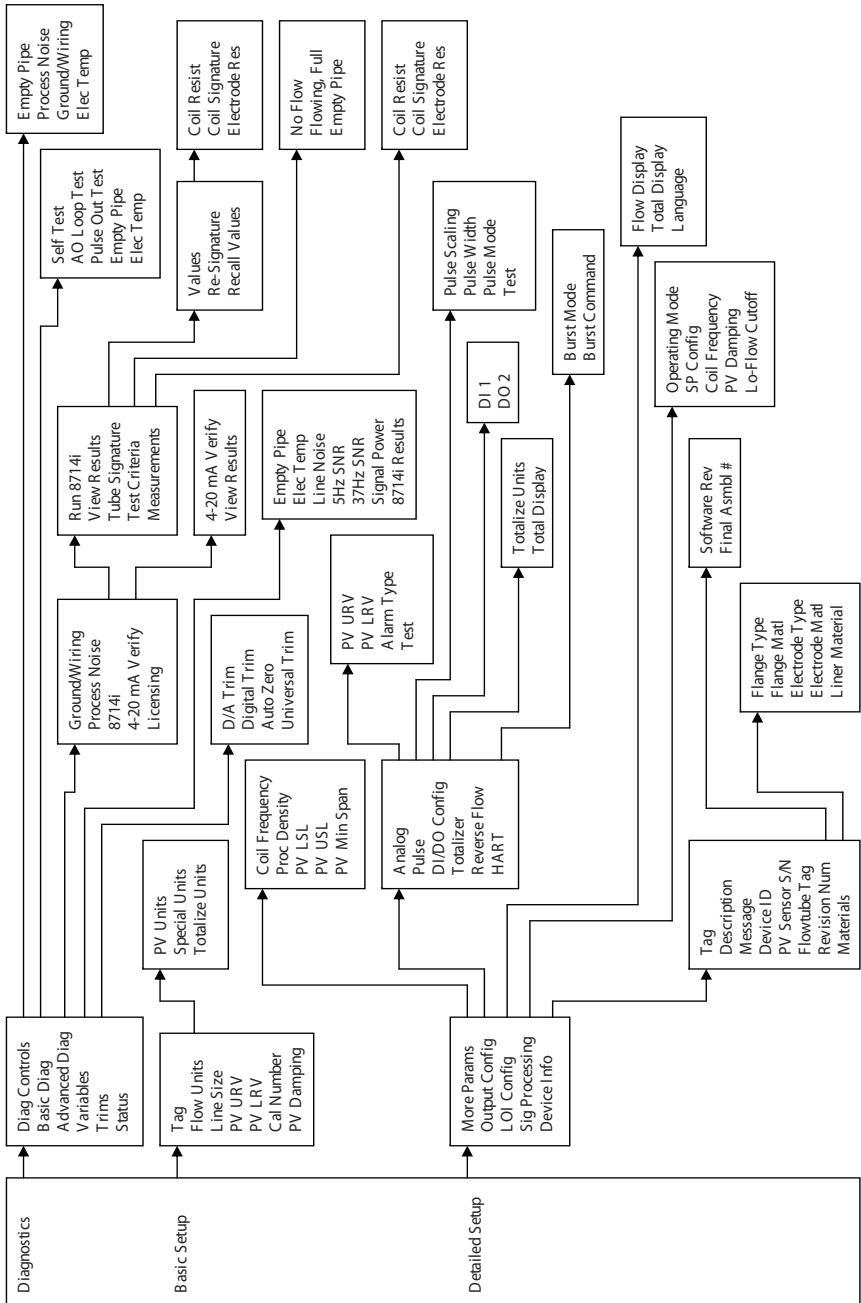 Diagnostics
Basic Setup
Detailed Setup
Diag Controls
Basic Diag
Advanced Diag
Variables
Trims
Status
Empty Pipe
Process Noise
Ground/Wiring
Elec Temp
Self Test
AO Loop Test
Pulse Out Test
Empty Pipe
Elec Temp
Ground/Wiring
Process Noise
8714i
4-20 mA Verify
Licensing
Run 8714i
View Results
Tube Signature
Test Criteria
Measurements
Values
Re-Signature
Recall Values
Coil Resist
Coil Signature
Electrode Res
No Flow
Flowing, Full
Empty Pipe
Coil Resist
Coil Signature
Electrode Res
4-20 mA Verify
View Results
Empty Pipe
Elec Temp
Line Noise
5Hz SNR
37Hz SNR
Signal Power
8714i Results
D/A Trim
Digital Trim
Auto Zero
Universal Trim
Tag
Flow Units
Line Size
PV URV
PV LRV
Cal Number
PV Damping
PV Units
Special Units
Totalize Units
More Params
Output Config
LOI Config
Sig Processing
Device Info
Coil Frequency
Proc Density
PV LSL
PV USL
PV Min Span
Analog
Pulse
DI/DO Config
Totalizer
Reverse Flow
HART
PV URV
PV LRV
Alarm Type
Test
Pulse Scaling
Pulse Width
Pulse Mode
Test
DI 1
DO 2
Totalize Units
Total Display
Burst Mode
Burst Command
Flow Display
Total Display
Language
Operating Mode
SP Config
Coil Frequency
PV Damping
Lo-Flow Cutoff
Tag
Description
Message
Device ID
PV Sensor S/N
Flowtube Tag
Revision Num
Materials
Software Rev
Final Asmbl #
Flange Type
Flange Matl
Electrode Type
Electrode Matl
Liner Material